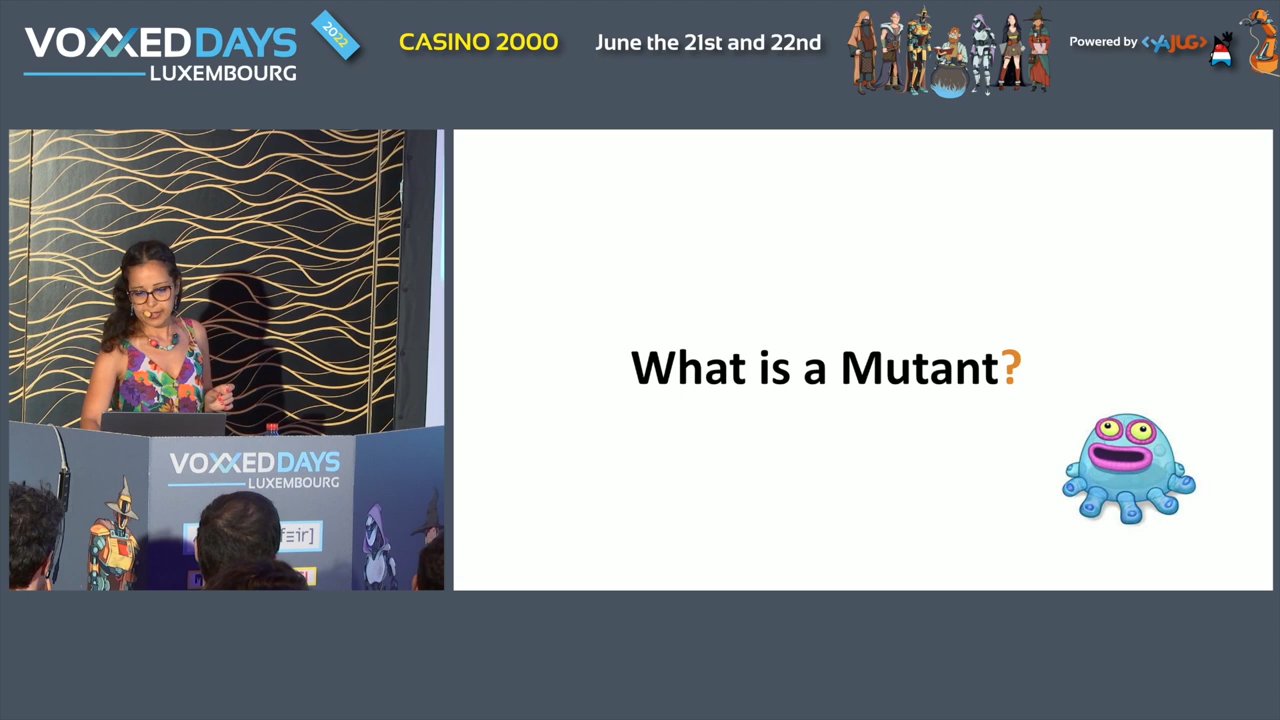 VOXXED DAYS
LUXEMBOURG
2022
CASINO 2000
June the 21st and 22nd
Powered by <YAJUG>
What is a Mutant?
VOXXED DAYS
LUXEMBOURG